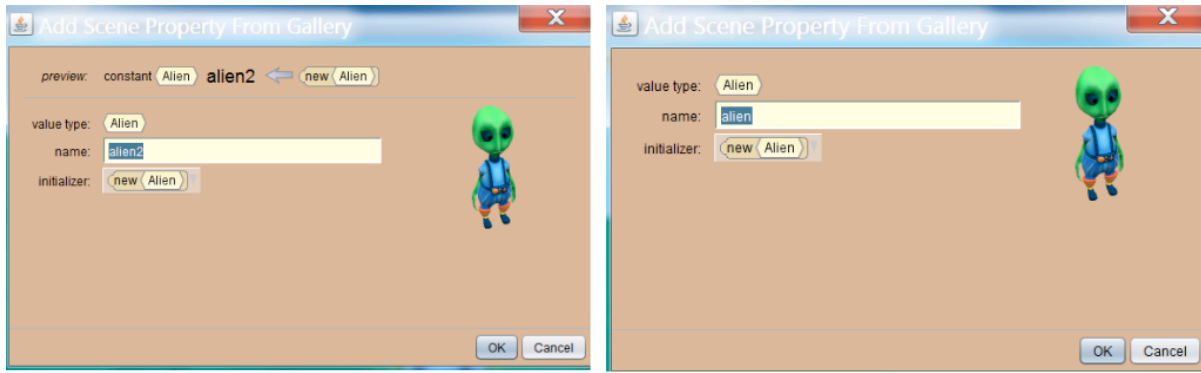 Add Scene Property From Gallery
preview: constant Alien alien2 new Alien
value type: Alien
name: alien2
initializer: new Alien
OK Cancel
Add Scene Property From Gallery
value type: Alien
name: alien
initializer: new Alien
OK Cancel